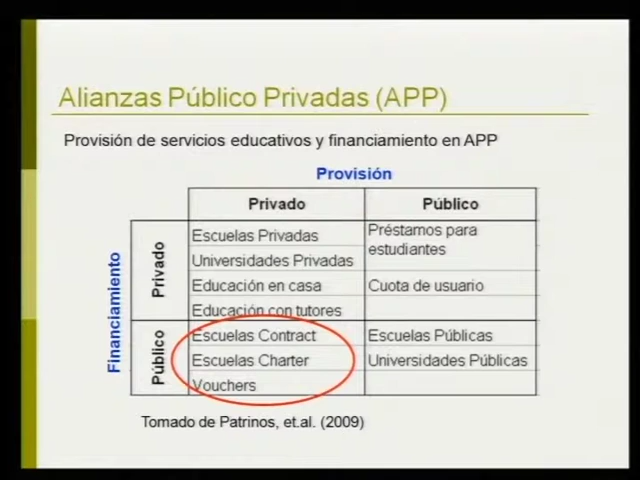 Alianzas Público Privadas (APP)
Provisión de servicios educativos y financiamiento en APP
Provisión
Privado Público
Financiamiento
Privado
Escuelas Privadas Préstamos para
estudiantes
Universidades Privadas
Educación en casa Cuota de usuario
Educación con tutores
Público
Escuelas Contract Escuelas Públicas
Escuelas Charter Universidades Públicas
Vouchers
Tomado de Patrinos, et.al. (2009)